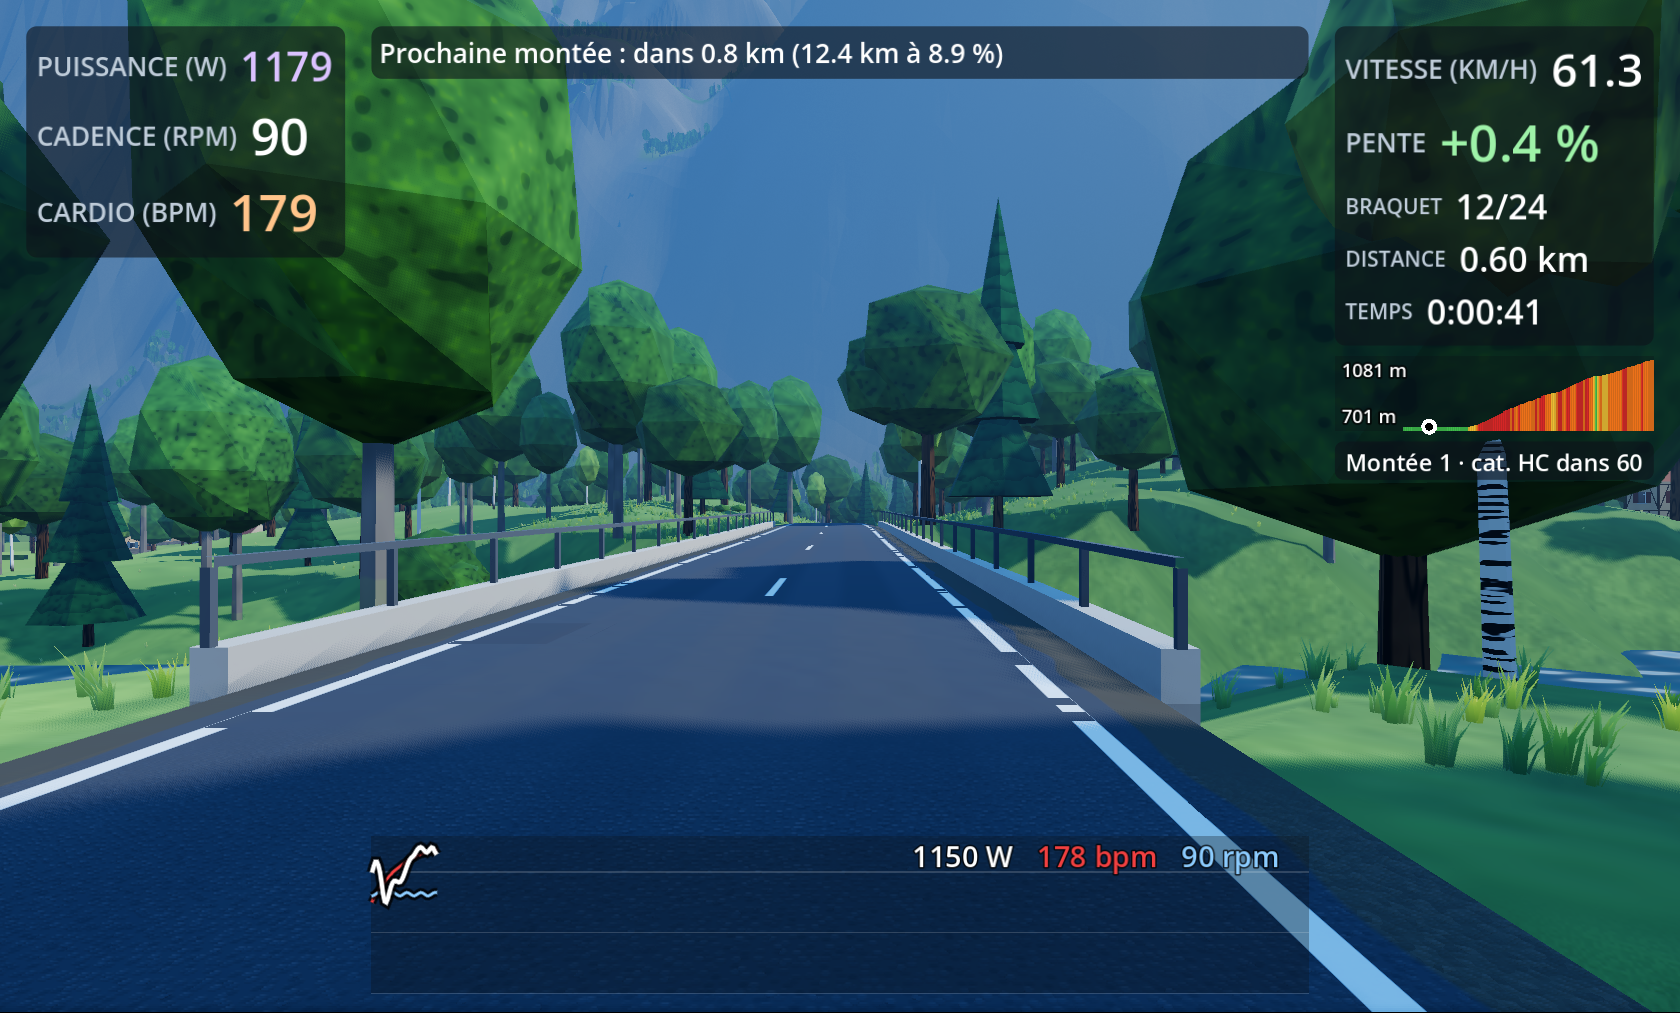 PUISSANCE (W) 1179
CADENCE (RPM) 90
CARDIO (BPM) 179
Prochaine montée : dans 0.8 km (12.4 km à 8.9 %)
VITESSE (KM/H) 61.3
PENTE +0.4 %
BRAQUET 12/24
DISTANCE 0.60 km
TEMPS 0:00:41
1081 m
701 m
Montée 1 · cat. HC dans 60
1150 W 178 bpm 90 rpm